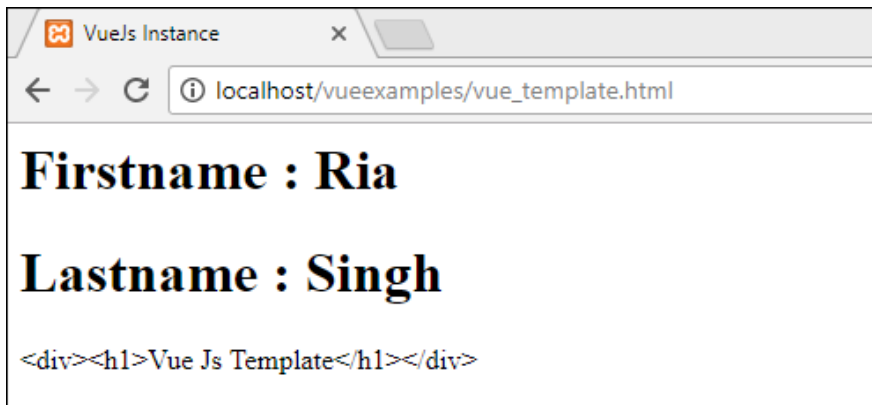 VueJs Instance
localhost/vueexamples/vue_template.html
Firstname : Ria
Lastname : Singh
<div><h1>Vue Js Template</h1></div>